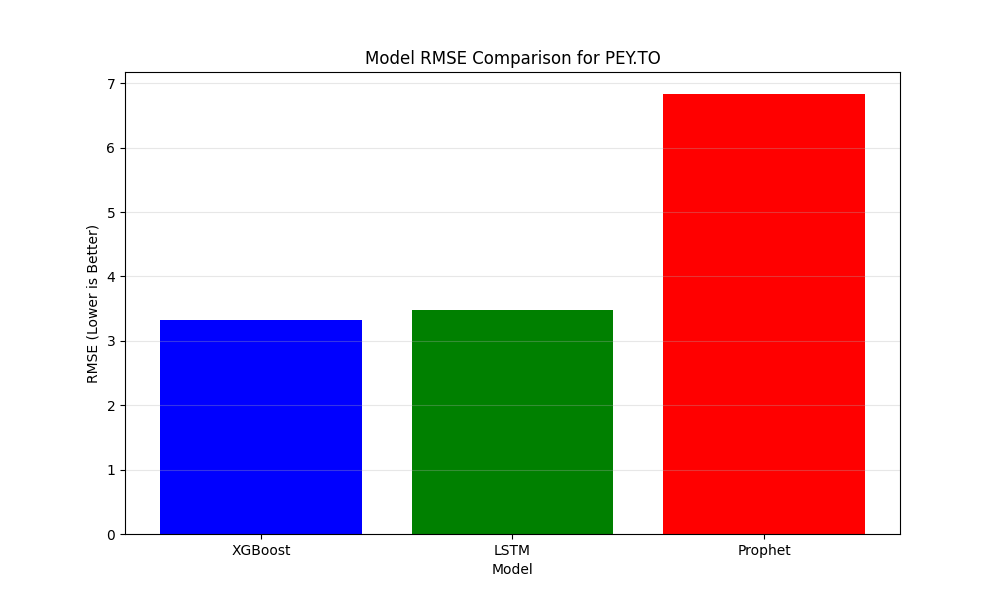 Model RMSE Comparison for PEY.TO
RMSE (Lower is Better)
7
6
5
4
3
2
1
0
XGBoost
LSTM
Prophet
Model